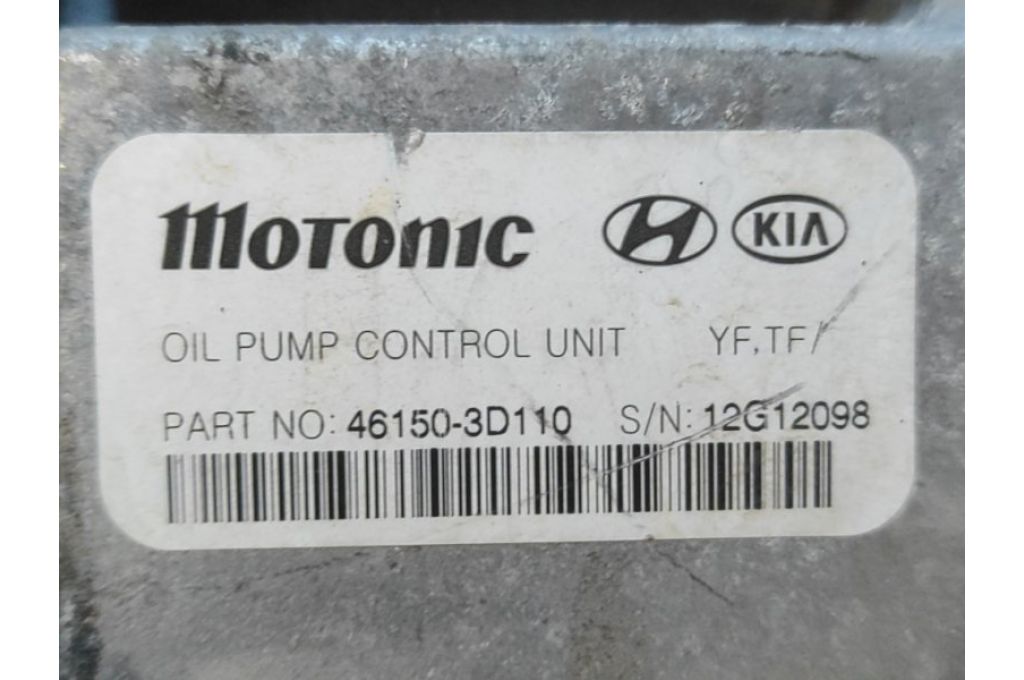 MOTONIC KIA
OIL PUMP CONTROL UNIT YF,TF/
PART NO: 46150-3D110 S/N: 12G12098